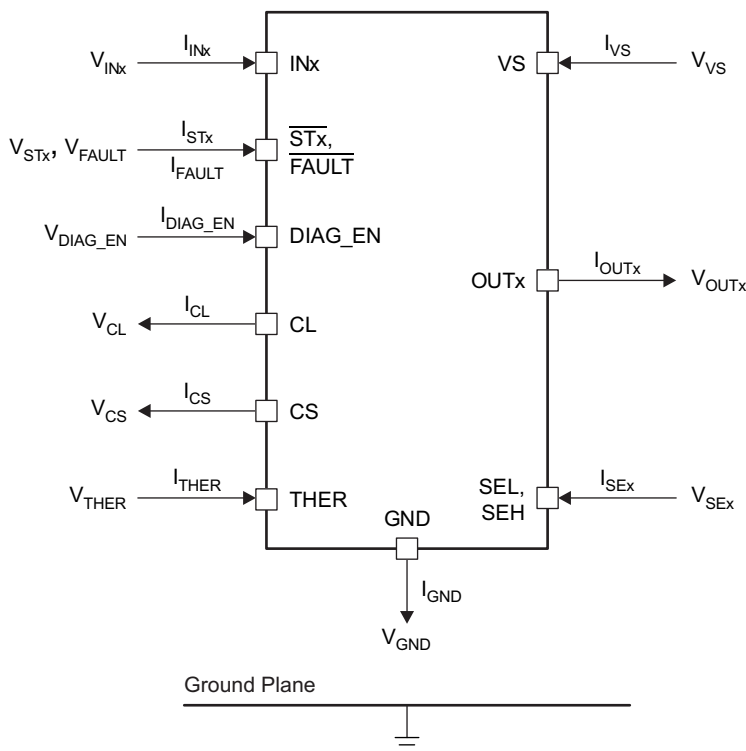 V_INx I_INx INx
VS I_VS V_VS
V_STx, V_FAULT I_STx I_FAULT STx, FAULT
V_DIAG_EN I_DIAG_EN DIAG_EN
OUTx I_OUTx V_OUTx
V_CL I_CL CL
V_CS I_CS CS
V_THER I_THER THER
SEL, SEH I_SEx V_SEx
GND
I_GND
V_GND
Ground Plane